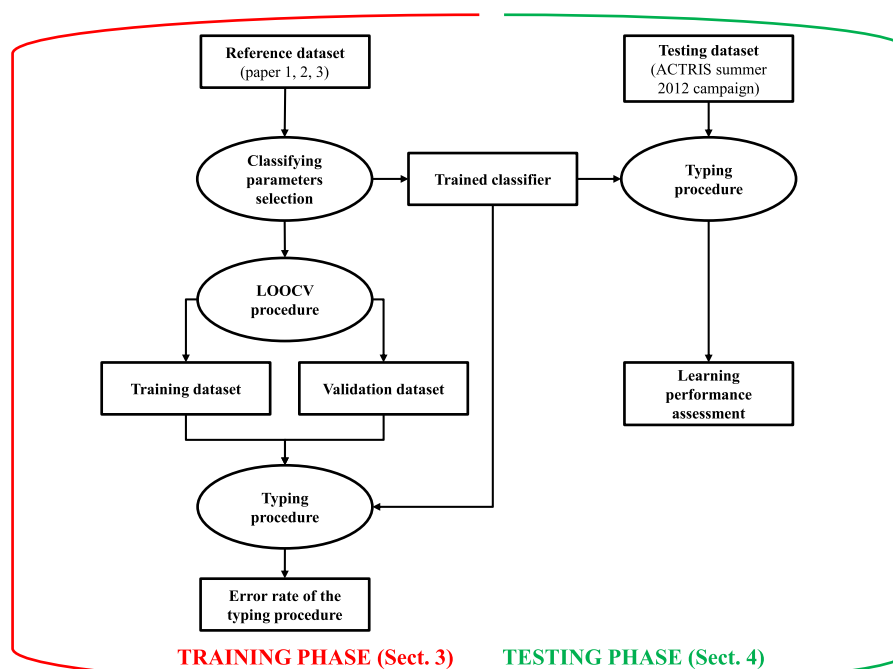 Reference dataset
(paper 1, 2, 3)
Testing dataset
(ACTRIS summer
2012 campaign)
Classifying
parameters
selection
Trained classifier
Typing
procedure
LOOCV
procedure
Training dataset
Validation dataset
Learning
performance
assessment
Typing
procedure
Error rate of the
typing procedure
TRAINING PHASE (Sect. 3)
TESTING PHASE (Sect. 4)